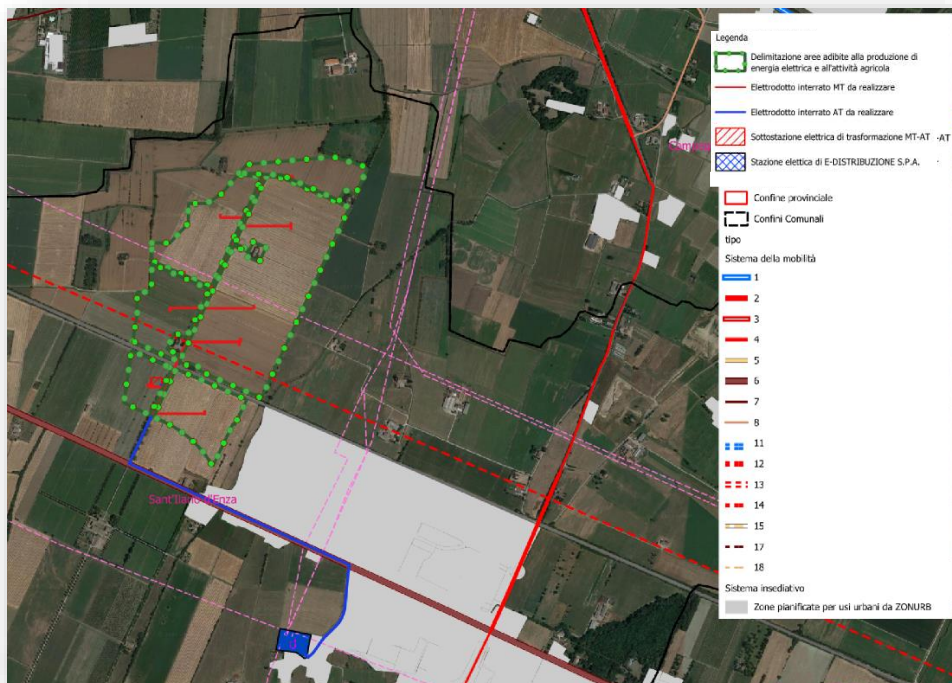 Legenda
Delimitazione aree adibite alla produzione di
energia elettrica e all'attività agricola
Elettrodotto interrato MT da realizzare
Elettrodotto interrato AT da realizzare
Sottostazione elettrica di trasformazione MT-AT -AT
Stazione elettica di E-DISTRIBUZIONE S.P.A.
Confine provinciale
Confini Comunali
tipo
Sistema della mobilità
1
2
3
4
5
6
7
8
11
12
13
14
15
17
18
Sistema insediativo
Zone pianificate per usi urbani da ZONURB
Sant'Ilario d'Enza